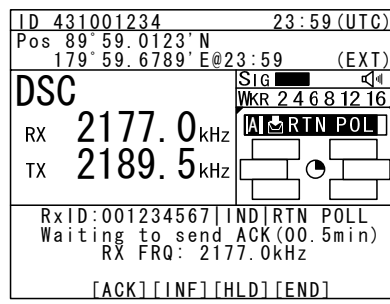 ID 431001234 23:59(UTC)
Pos 89°59.0123'N
179°59.6789'E@23:59 (EXT)
DSC
SIG
WKR 2 4 6 8 12 16
RX 2177.0kHz
AI RTN POL
TX 2189.5kHz
RxID:001234567|IND|RTN POLL
Waiting to send ACK(00.5min)
RX FRQ: 2177.0kHz
[ACK][INF][HLD][END]